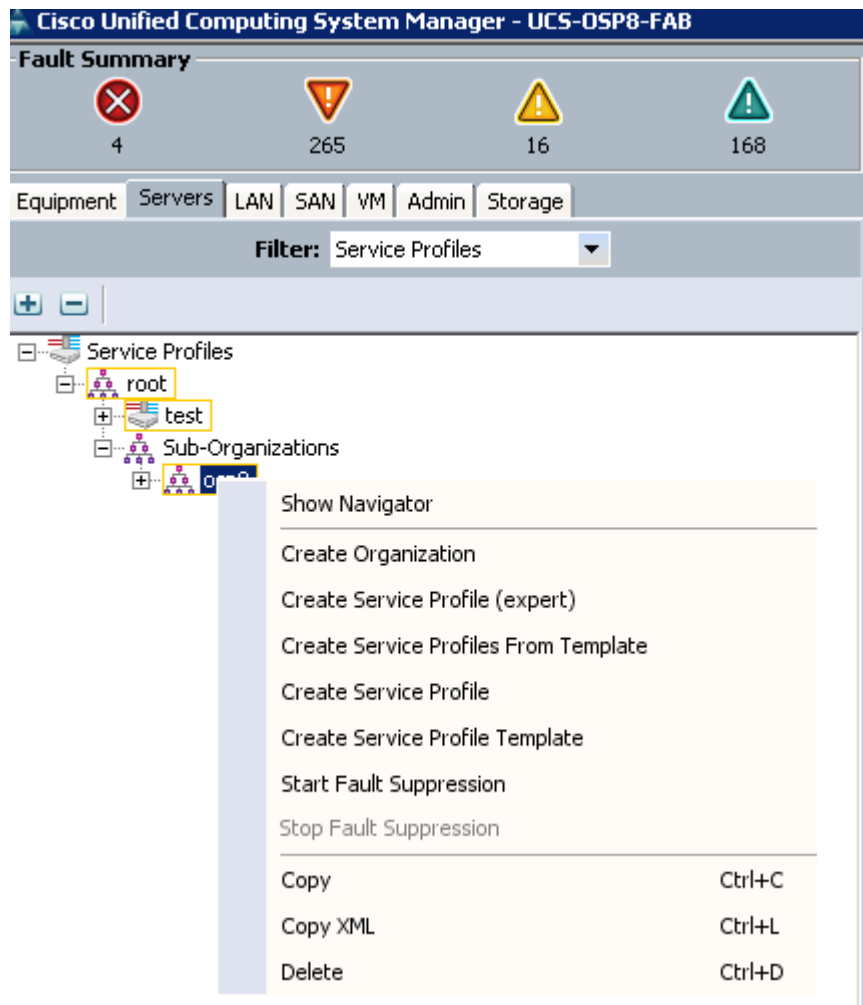 Cisco Unified Computing System Manager - UCS-OSP8-FAB
Fault Summary
4 265 16 168
Equipment Servers LAN SAN VM Admin Storage
Filter: Service Profiles
Service Profiles
root
test
Sub-Organizations
Show Navigator
Create Organization
Create Service Profile (expert)
Create Service Profiles From Template
Create Service Profile
Create Service Profile Template
Start Fault Suppression
Stop Fault Suppression
Copy Ctrl+C
Copy XML Ctrl+L
Delete Ctrl+D